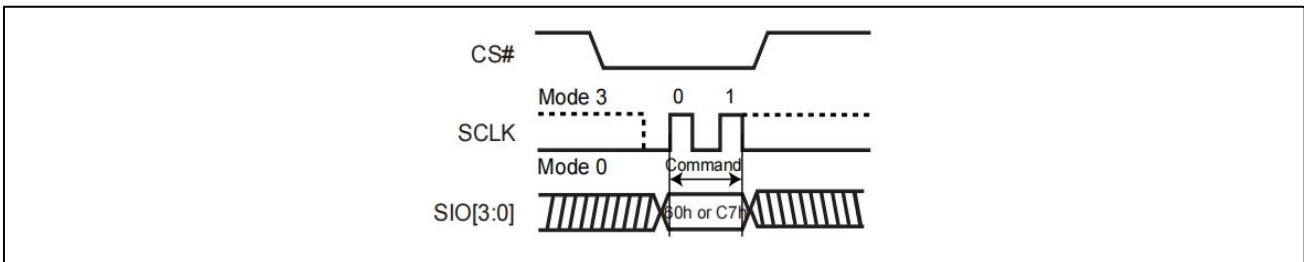 CS#
Mode 3 0 1
SCLK
Mode 0 Command
SIO[3:0] 60h or C7h